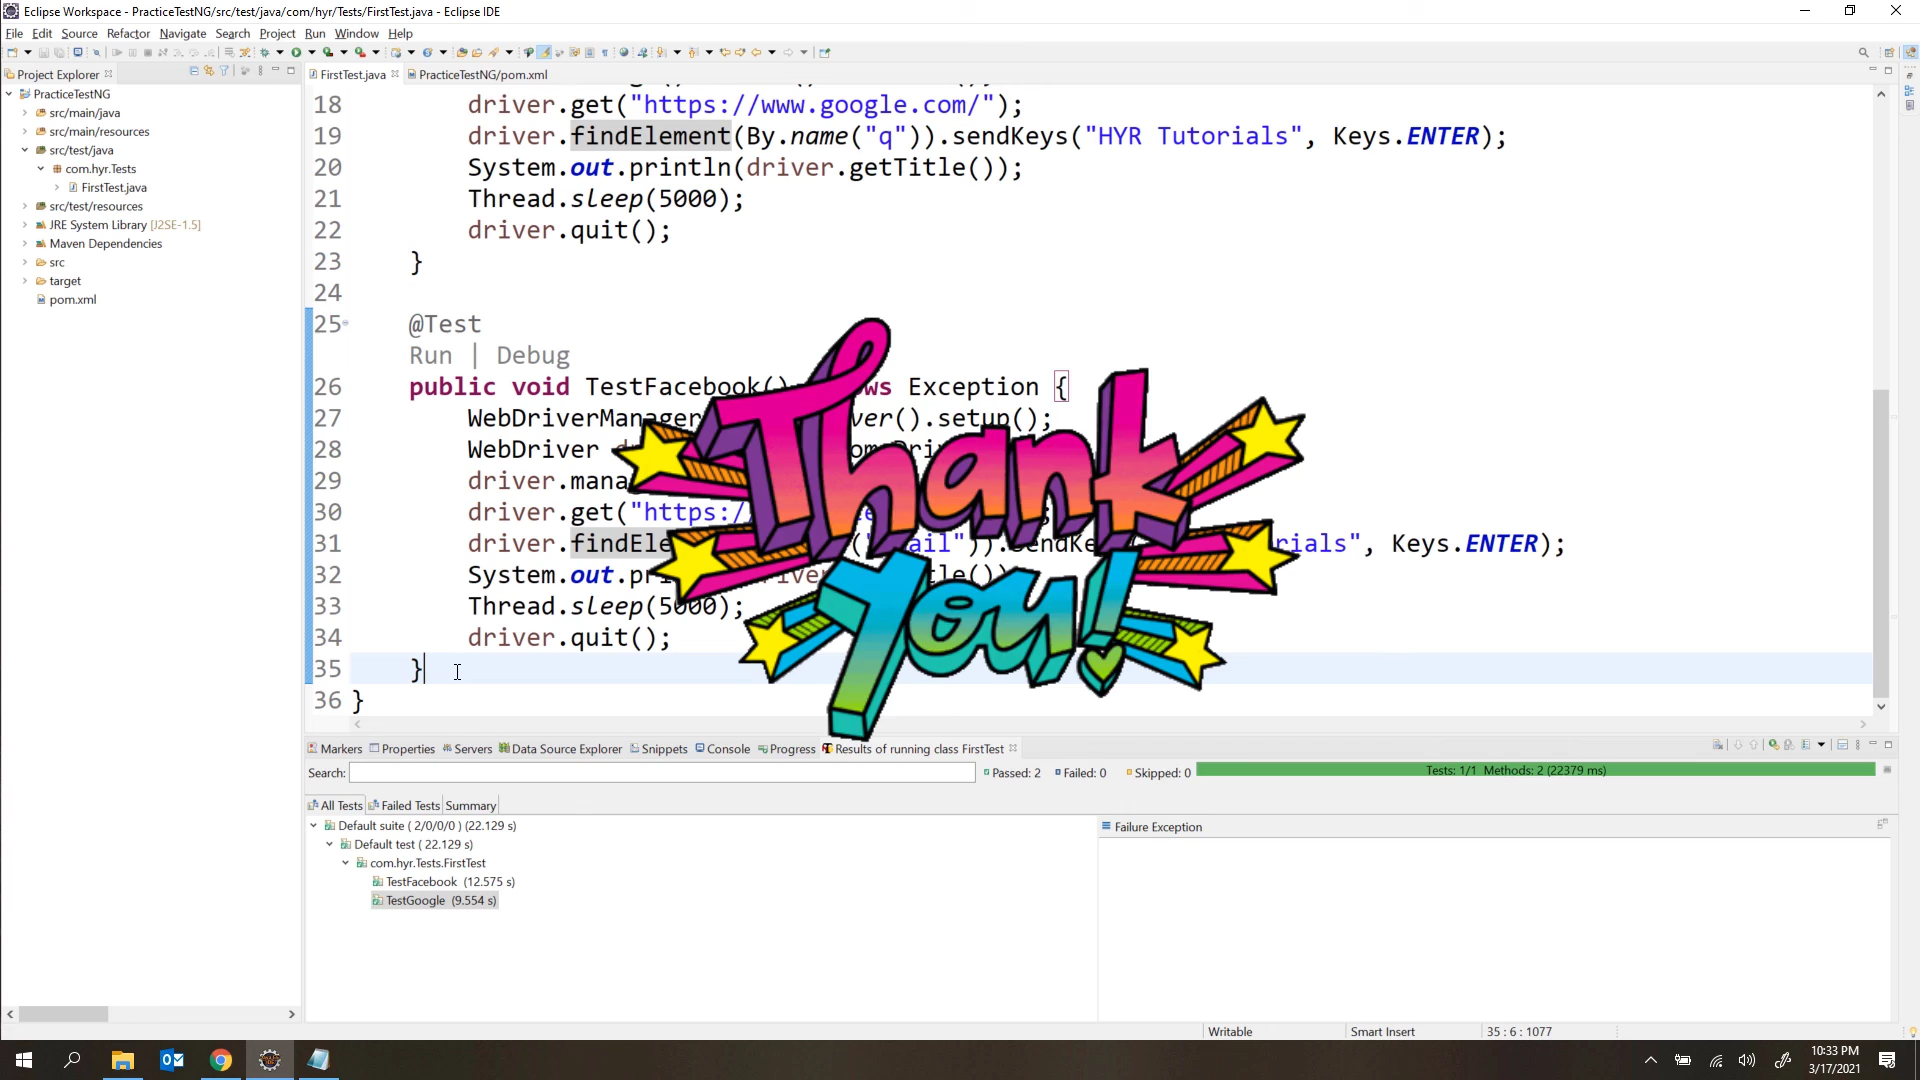 Eclipse Workspace - PracticeTestNG/src/test/java/com/hyr/Tests/FirstTest.java - Eclipse IDE
File Edit Source Refactor Navigate Search Project Run Window Help
Project Explorer
FirstTest.java PracticeTestNG/pom.xml
PracticeTestNG
src/main/java
src/main/resources
src/test/java
com.hyr.Tests
FirstTest.java
src/test/resources
JRE System Library [J2SE-1.5]
Maven Dependencies
src
target
pom.xml
18 driver.get("https://www.google.com/");
19 driver.findElement(By.name("q")).sendKeys("HYR Tutorials", Keys.ENTER);
20 System.out.println(driver.getTitle());
21 Thread.sleep(5000);
22 driver.quit();
23 }
24
25 @Test
Run | Debug
26 public void TestFacebook() ws Exception {
27 WebDriverManager ver().setup();
28 WebDriver
29 driver.mana
30 driver.get("https:/
31 driver.findEle ail")).sendKe rials", Keys.ENTER);
32 System.out.pri tle())
33 Thread.sleep(5000);
34 driver.quit();
35 }
36 }
Thank
You!
Markers Properties Servers Data Source Explorer Snippets Console Progress Results of running class FirstTest
Search: Passed: 2 Failed: 0 Skipped: 0 Tests: 1/1 Methods: 2 (22379 ms)
All Tests Failed Tests Summary
Default suite ( 2/0/0/0 ) (22.129 s)
Default test ( 22.129 s)
com.hyr.Tests.FirstTest
TestFacebook (12.575 s)
TestGoogle (9.554 s)
Failure Exception
Writable Smart Insert 35 : 6 : 1077
10:33 PM
3/17/2021